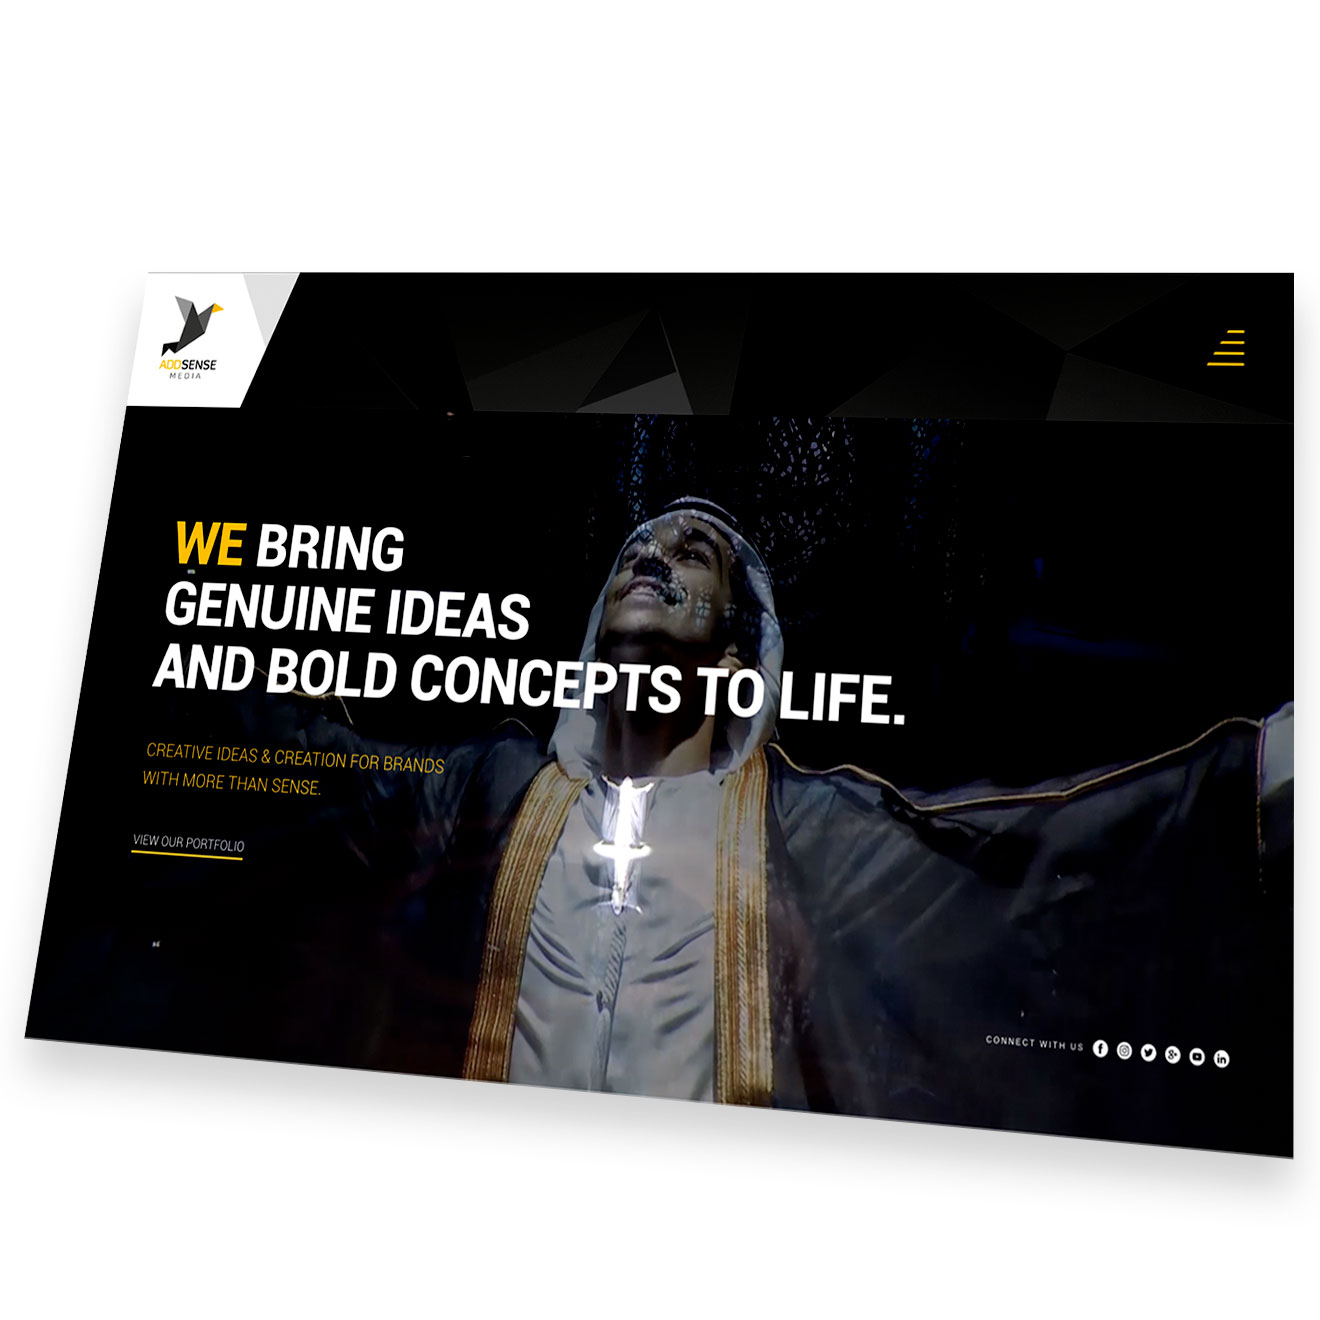 ADDSENSE
MEDIA
WE BRING
GENUINE IDEAS
AND BOLD CONCEPTS TO LIFE.
CREATIVE IDEAS & CREATION FOR BRANDS
WITH MORE THAN SENSE.
VIEW OUR PORTFOLIO
CONNECT WITH US